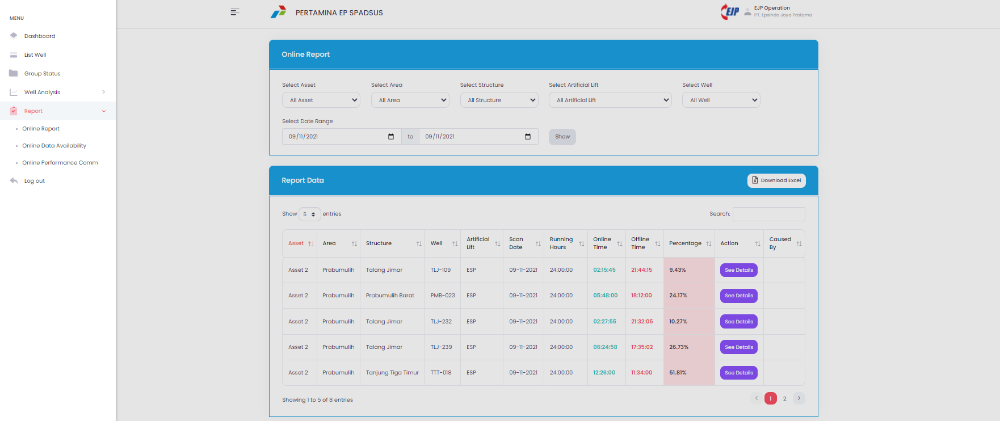 MENU
Dashboard
List Well
Group Status
Well Analysis
Report
Online Report
Online Data Availability
Online Performance Comm
Log out
PERTAMINA EP SPADSUS
EJP
EJP Operation
PT. Epsindo Jaya Pratama
Online Report
Select Asset Select Area Select Structure Select Artificial Lift Select Well
All Asset All Area All Structure All Artificial Lift All Well
Select Date Range
09/11/2021 to 09/11/2021 Show
Report Data Download Excel
Show 5 entries Search:
Asset Area Structure Well Artificial Lift Scan Date Running Hours Online Time Offline Time Percentage Action Caused By
Asset 2 Prabumulih Talang Jimar TLJ-109 ESP 09-11-2021 24:00:00 02:15:45 21:44:15 9.43% See Details
Asset 2 Prabumulih Prabumulih Barat PMB-023 ESP 09-11-2021 24:00:00 05:48:00 18:12:00 24.17% See Details
Asset 2 Prabumulih Talang Jimar TLJ-232 ESP 09-11-2021 24:00:00 02:27:55 21:32:05 10.27% See Details
Asset 2 Prabumulih Talang Jimar TLJ-239 ESP 09-11-2021 24:00:00 06:24:58 17:35:02 26.73% See Details
Asset 2 Prabumulih Tanjung Tiga Timur TTT-018 ESP 09-11-2021 24:00:00 12:26:00 11:34:00 51.81% See Details
Showing 1 to 5 of 8 entries 1 2